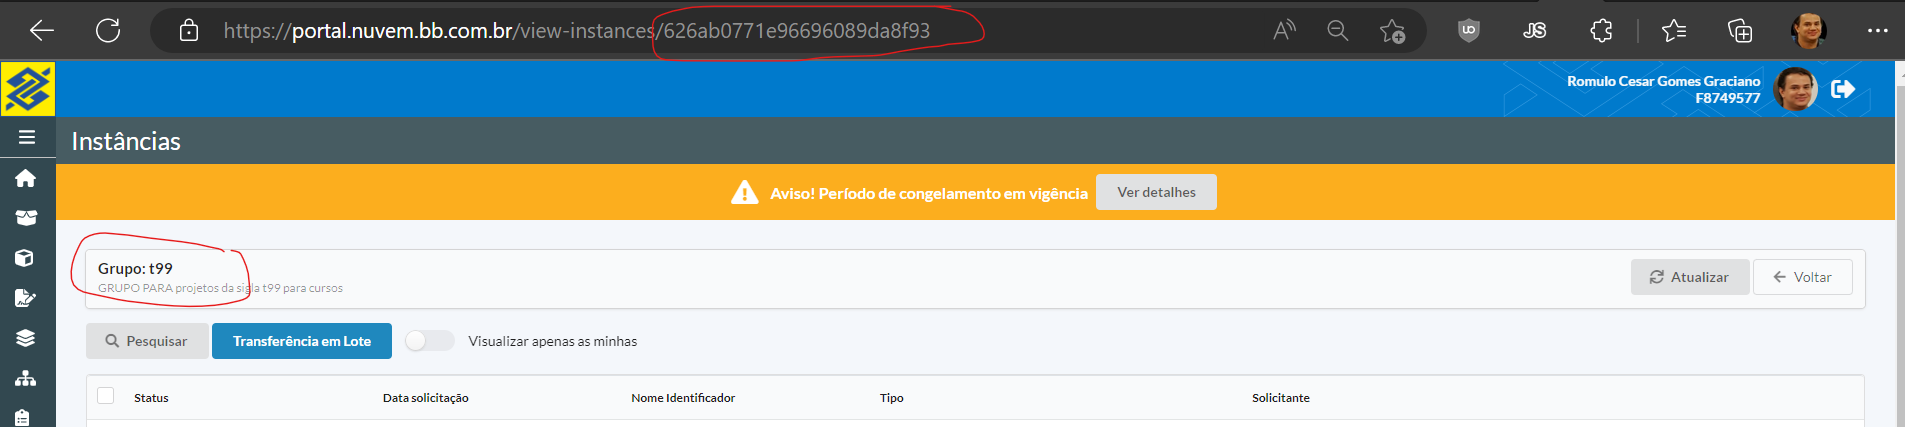 https://portal.nuvem.bb.com.br/view-instances/626ab0771e96696089da8f93
A
JS
Romulo Cesar Gomes Graciano
F8749577
Instâncias
Aviso! Período de congelamento em vigência Ver detalhes
Grupo: t99
GRUPO PARA projetos da sigla t99 para cursos
Atualizar Voltar
Pesquisar Transferência em Lote Visualizar apenas as minhas
Status Data solicitação Nome Identificador Tipo Solicitante